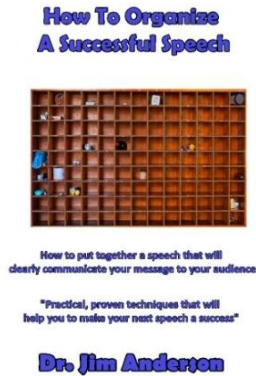 How To Organize
A Successful Speech
How to put together a speech that will
clearly communicate your message to your audience
"Practical, proven techniques that will
help you to make your next speech a success"
Dr. Jim Anderson